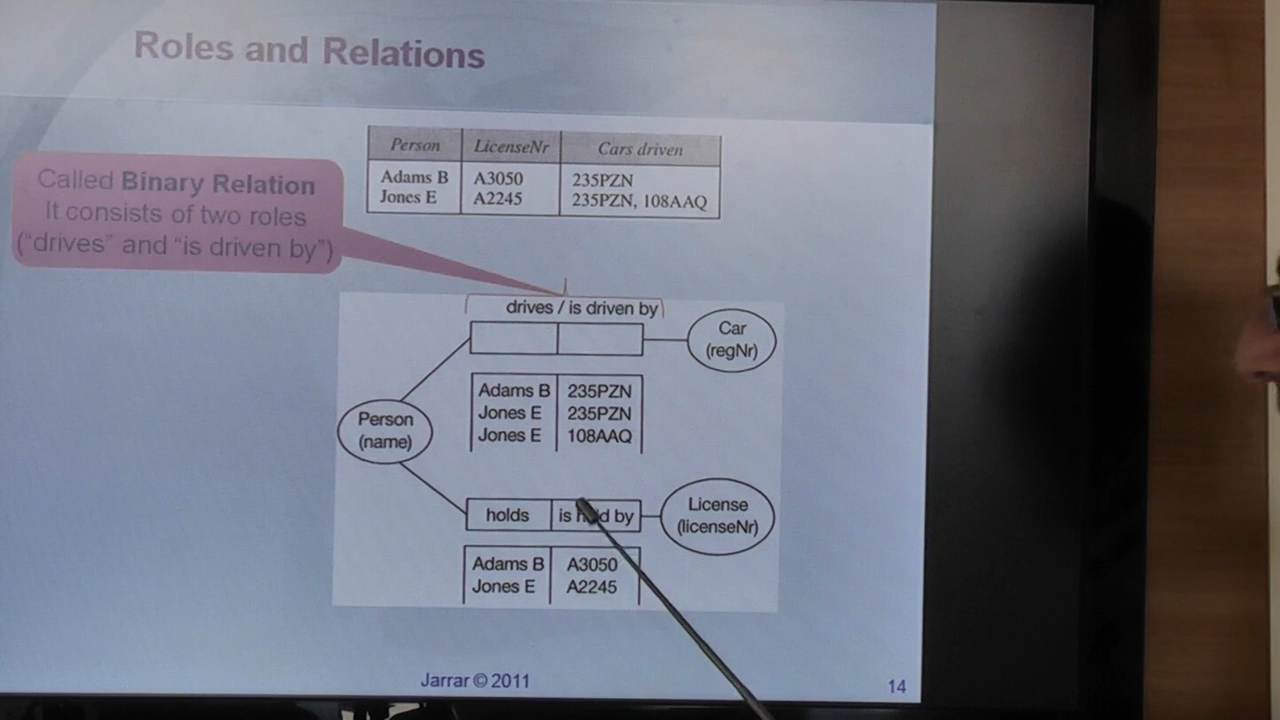 Roles and Relations
Person LicenseNr Cars driven
Adams B A3050 235PZN
Jones E A2245 235PZN, 108AAQ
Called Binary Relation
It consists of two roles
("drives" and "is driven by")
drives / is driven by
Car
(regNr)
Adams B 235PZN
Jones E 235PZN
Jones E 108AAQ
Person
(name)
holds is held by
License
(licenseNr)
Adams B A3050
Jones E A2245
Jarrar © 2011
14